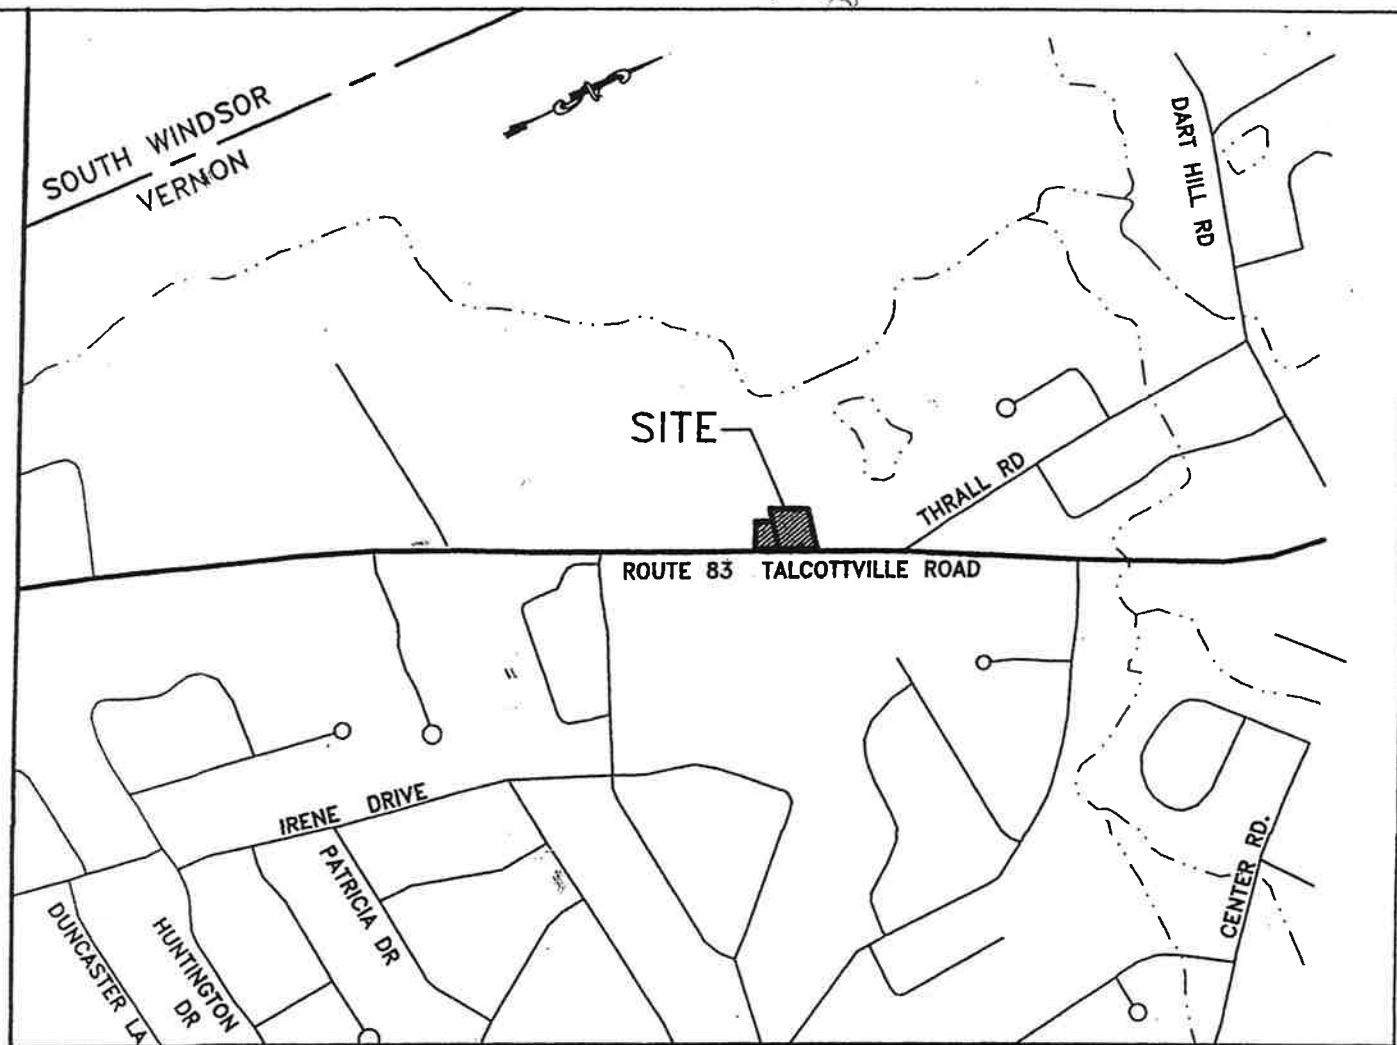 SOUTH WINDSOR
VERNON
DART HILL RD
SITE
THRALL RD
ROUTE 83 TALCOTTVILLE ROAD
IRENE DRIVE
PATRICIA DR
CENTER RD.
DUNCASTER LA
HUNTINGTON
DR